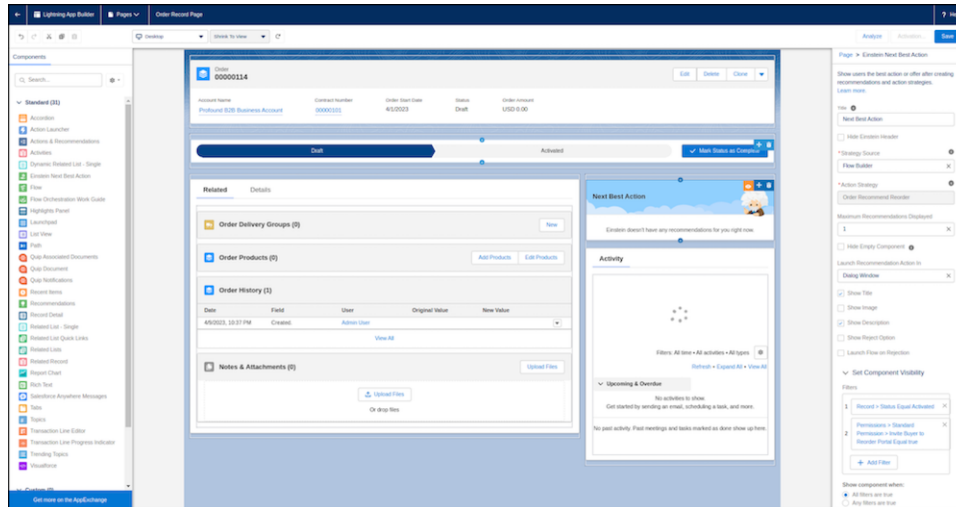 Lightning App Builder
Pages
Order Record Page
?
Desktop
Shrink To View
Analyze
Activation...
Save
Components
Search...
Standard (31)
Accordion
Action Launcher
Actions & Recommendations
Activities
Dynamic Related List - Single
Einstein Next Best Action
Flow
Flow Orchestration Work Guide
Highlights Panel
Launchpad
List View
Path
Quip Associated Documents
Quip Document
Quip Notifications
Recent Items
Recommendations
Record Detail
Related List - Single
Related List Quick Links
Related Lists
Related Record
Report Chart
Rich Text
Salesforce Anywhere Messages
Tabs
Topics
Transaction Line Editor
Transaction Line Progress Indicator
Trending Topics
Visualforce
Custom (0)
Get more on the AppExchange
Order
00000114
Edit
Delete
Clone
Account Name
Contract Number
Order Start Date
Status
Order Amount
Profound B2B Business Account
00000101
4/1/2023
Draft
USD 0.00
Draft
Activated
Mark Status as Complete
Related
Details
Order Delivery Groups (0)
New
Order Products (0)
Add Products
Edit Products
Order History (1)
Date
Field
User
Original Value
New Value
4/9/2023, 10:37 PM
Created.
Admin User
View All
Notes & Attachments (0)
Upload Files
Upload Files
Or drop files
Next Best Action
Einstein doesn't have any recommendations for you right now.
Activity
Filters: All time • All activities • All types
Refresh • Expand All • View All
Upcoming & Overdue
No activities to show.
Get started by sending an email, scheduling a task, and more.
No past activity. Past meetings and tasks marked as done show up here.
Page > Einstein Next Best Action
Show users the best action or offer after creating
recommendations and action strategies.
Learn more.
Title
Next Best Action
Hide Einstein Header
*Strategy Source
Flow Builder
*Action Strategy
Order Recommend Reorder
Maximum Recommendations Displayed
1
Hide Empty Component
Launch Recommendation Action In
Dialog Window
Show Title
Show Image
Show Description
Show Reject Option
Launch Flow on Rejection
Set Component Visibility
Filters
1
Record > Status Equal Activated
2
Permissions > Standard
Permission > Invite Buyer to
Reorder Portal Equal true
+ Add Filter
Show component when:
All filters are true
Any filters are true